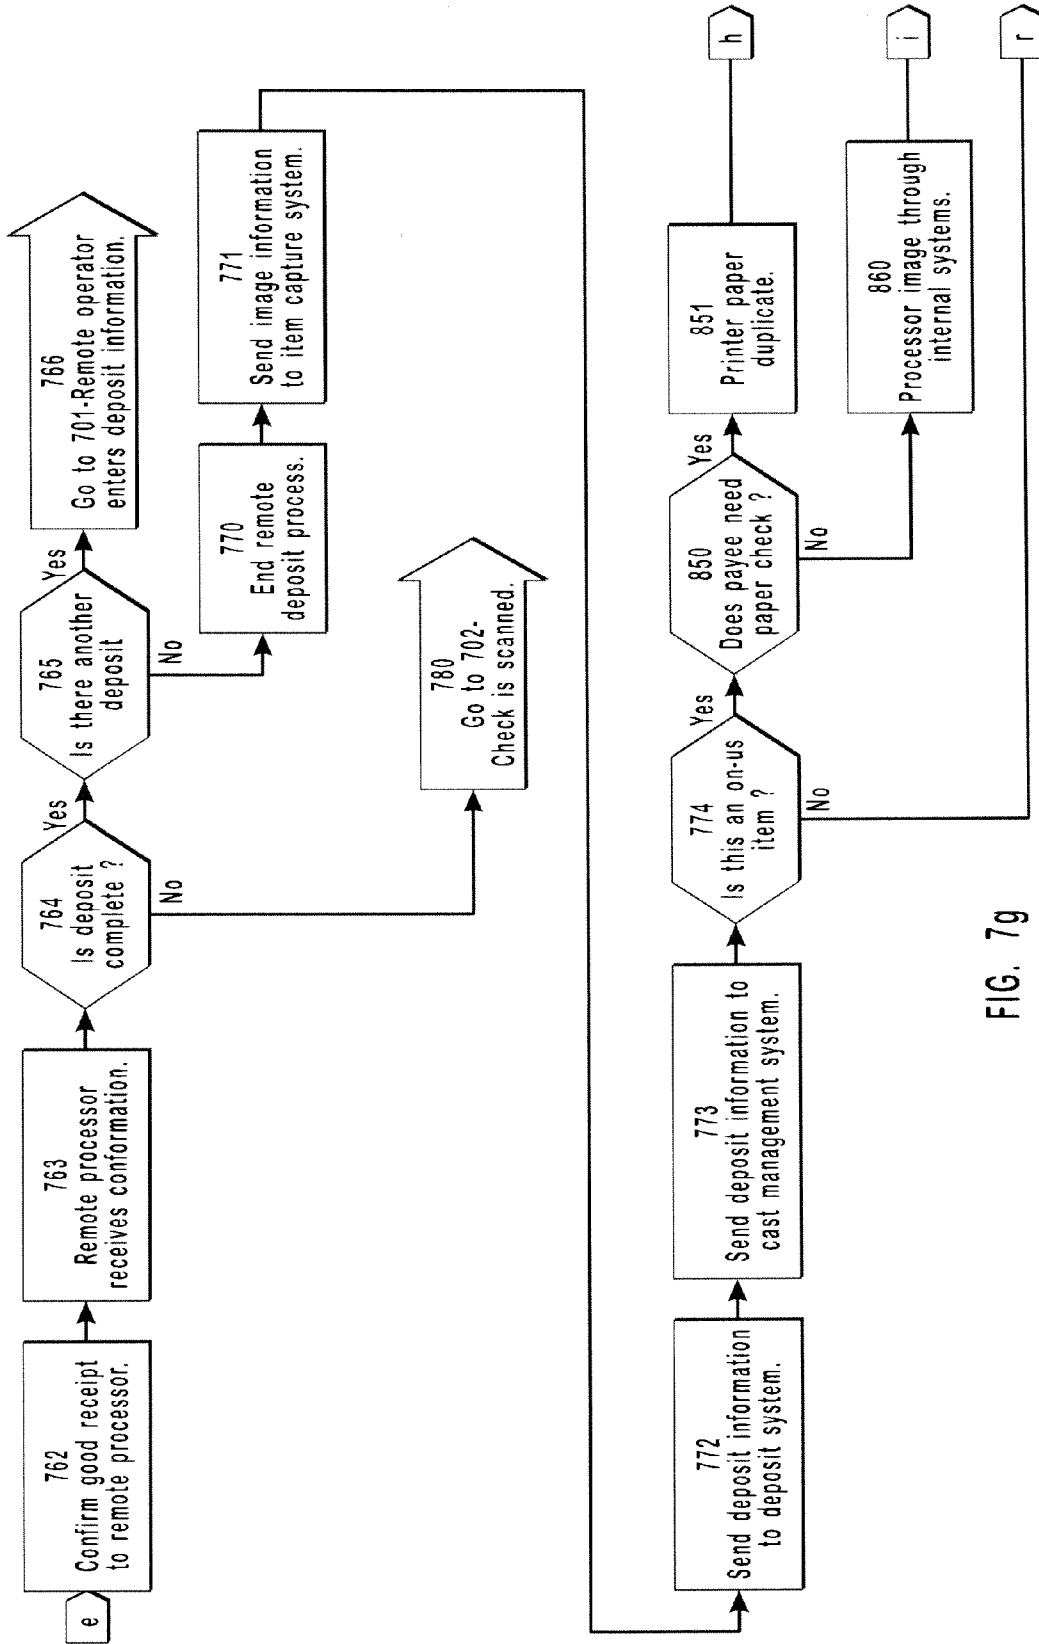 e
762
Confirm good receipt
to remote processor.
763
Remote processor
receives conformation.
764
Is deposit
complete ?
Yes
No
765
Is there another
deposit
Yes
No
766
Go to 701-Remote operator
enters deposit information.
770
End remote
deposit process.
771
Send image information
to item capture system.
780
Go to 702-
Check is scanned.
772
Send deposit information
to deposit system.
773
Send deposit information to
cast management system.
774
Is this an on-us
item ?
Yes
No
850
Does payee need
paper check ?
Yes
No
851
Printer paper
duplicate.
h
860
Processor image through
internal systems.
i
r
FIG. 7g